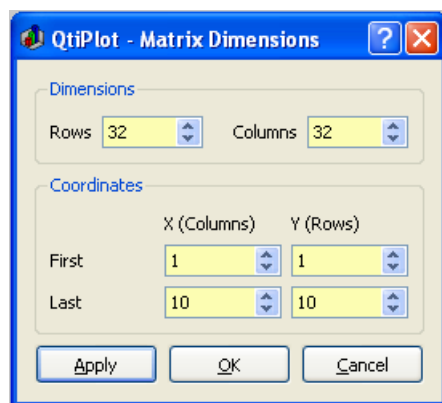 QtiPlot - Matrix Dimensions
Dimensions
Rows 32 Columns 32
Coordinates
X (Columns) Y (Rows)
First 1 1
Last 10 10
Apply OK Cancel